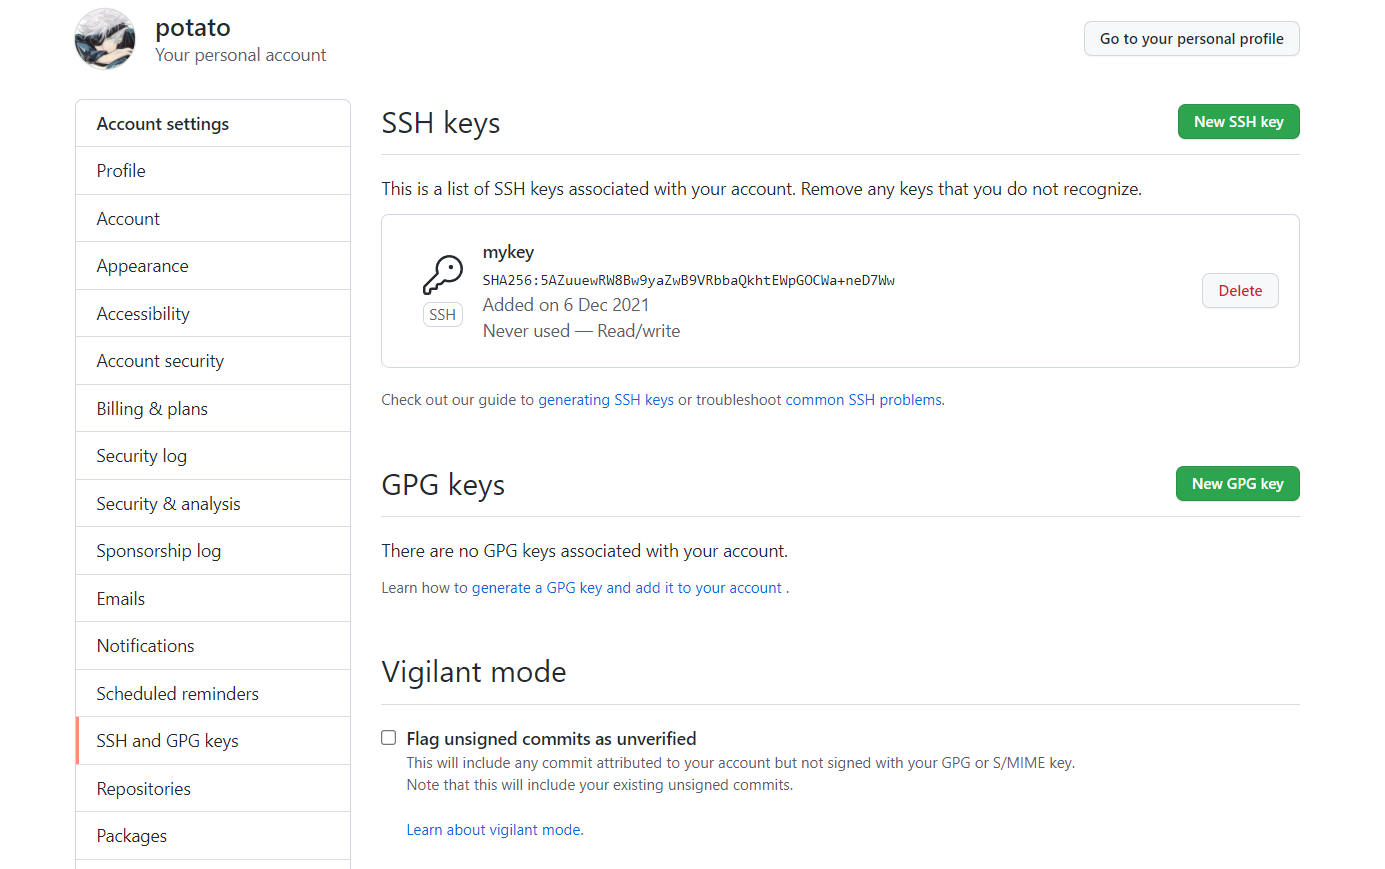 potato
Your personal account
Go to your personal profile
Account settings
Profile
Account
Appearance
Accessibility
Account security
Billing & plans
Security log
Security & analysis
Sponsorship log
Emails
Notifications
Scheduled reminders
SSH and GPG keys
Repositories
Packages
SSH keys
New SSH key
This is a list of SSH keys associated with your account. Remove any keys that you do not recognize.
mykey
SHA256:5AZuuewRW8Bw9yaZwB9VRbbaQkhtEWpGOCWa+neD7Ww
SSH
Added on 6 Dec 2021
Never used — Read/write
Delete
Check out our guide to generating SSH keys or troubleshoot common SSH problems.
GPG keys
New GPG key
There are no GPG keys associated with your account.
Learn how to generate a GPG key and add it to your account .
Vigilant mode
Flag unsigned commits as unverified
This will include any commit attributed to your account but not signed with your GPG or S/MIME key.
Note that this will include your existing unsigned commits.
Learn about vigilant mode.